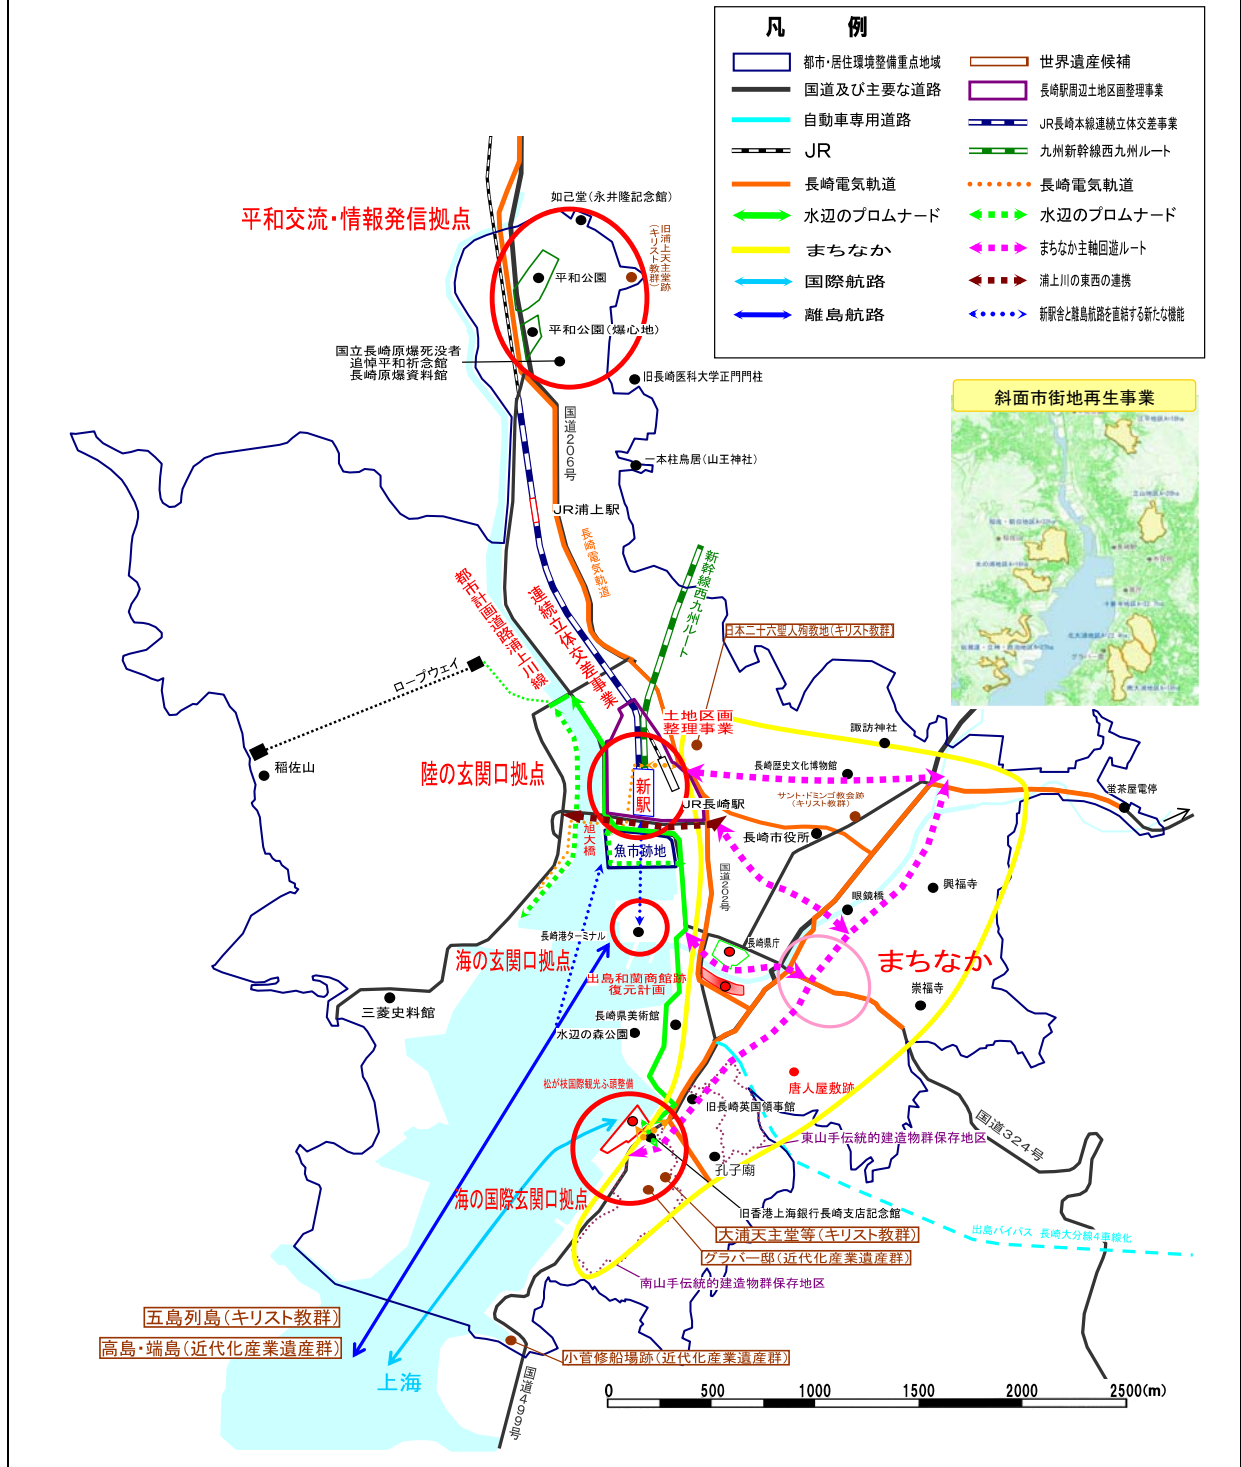 凡 例
都市・居住環境整備重点地域
国道及び主要な道路
自動車専用道路
JR
長崎電気軌道
水辺のプロムナード
まちなか
国際航路
離島航路
世界遺産候補
長崎駅周辺土地区画整理事業
JR長崎本線連続立体交差事業
九州新幹線西九州ルート
長崎電気軌道
水辺のプロムナード
まちなか主軸回遊ルート
浦上川の東西の連携
新駅舎と離島航路を直結する新たな機能
斜面市街地再生事業
如己堂(永井隆記念館)
平和交流・情報発信拠点
旧浦上天主堂跡
(キリスト教群)
平和公園
平和公園(爆心地)
国立長崎原爆死没者
追悼平和祈念館
長崎原爆資料館
旧長崎医科大学正門門柱
国道206号
一本柱鳥居(山王神社)
JR浦上駅
長崎電気軌道
新幹線西九州ルート
都市計画道路浦上川線
連続立体交差事業
日本二十六聖人殉教地(キリスト教群)
ロープウェイ
稲佐山
土地区画
整理事業
諏訪神社
陸の玄関口拠点
新駅
長崎歴史文化博物館
サント・ドミンゴ教会跡
(キリスト教群)
JR長崎駅
蛍茶屋電停
旭大橋
魚市跡地
長崎市役所
国道202号
興福寺
眼鏡橋
長崎港ターミナル
長崎県庁
海の玄関口拠点
まちなか
出島和蘭商館跡
復元計画
崇福寺
三菱史料館
長崎県美術館
水辺の森公園
松が枝国際観光ふ頭整備
唐人屋敷跡
旧長崎英国領事館
国道324号
東山手伝統的建造物群保存地区
孔子廟
海の国際玄関口拠点
旧香港上海銀行長崎支店記念館
大浦天主堂等(キリスト教群)
出島バイパス 長崎大分線4車線化
グラバー邸(近代化産業遺産群)
南山手伝統的建造物群保存地区
五島列島(キリスト教群)
高島・端島(近代化産業遺産群)
小菅修船場跡(近代化産業遺産群)
上海
国道499号
0 500 1000 1500 2000 2500(m)